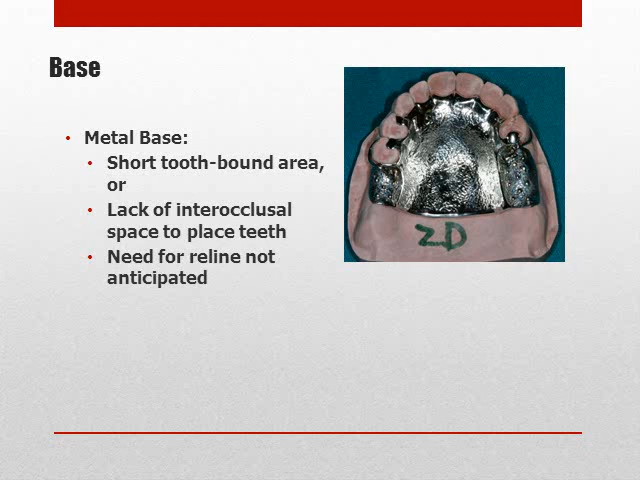 Base
• Metal Base:
• Short tooth-bound area,
or
• Lack of interocclusal
space to place teeth
• Need for reline not
anticipated
ZD